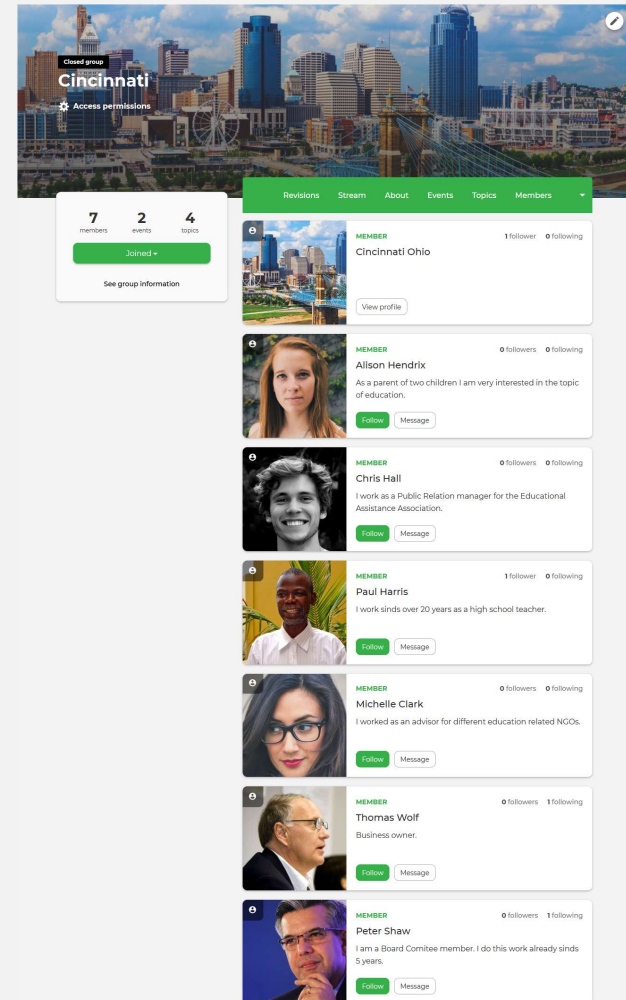 Closed group
Cincinnati
Access permissions
7 2 4
members events topics
Joined
See group information
Revisions Stream About Events Topics Members
MEMBER 1 follower 0 following
Cincinnati Ohio
View profile
MEMBER 0 followers 0 following
Alison Hendrix
As a parent of two children I am very interested in the topic
of education.
Follow Message
MEMBER 0 followers 0 following
Chris Hall
I work as a Public Relation manager for the Educational
Assistance Association.
Follow Message
MEMBER 1 follower 0 following
Paul Harris
I work sinds over 20 years as a high school teacher.
Follow Message
MEMBER 0 followers 0 following
Michelle Clark
I worked as an advisor for different education related NGOs.
Follow Message
MEMBER 0 followers 1 following
Thomas Wolf
Business owner.
Follow Message
MEMBER 0 followers 1 following
Peter Shaw
I am a Board Comitee member. I do this work already sinds
5 years.
Follow Message